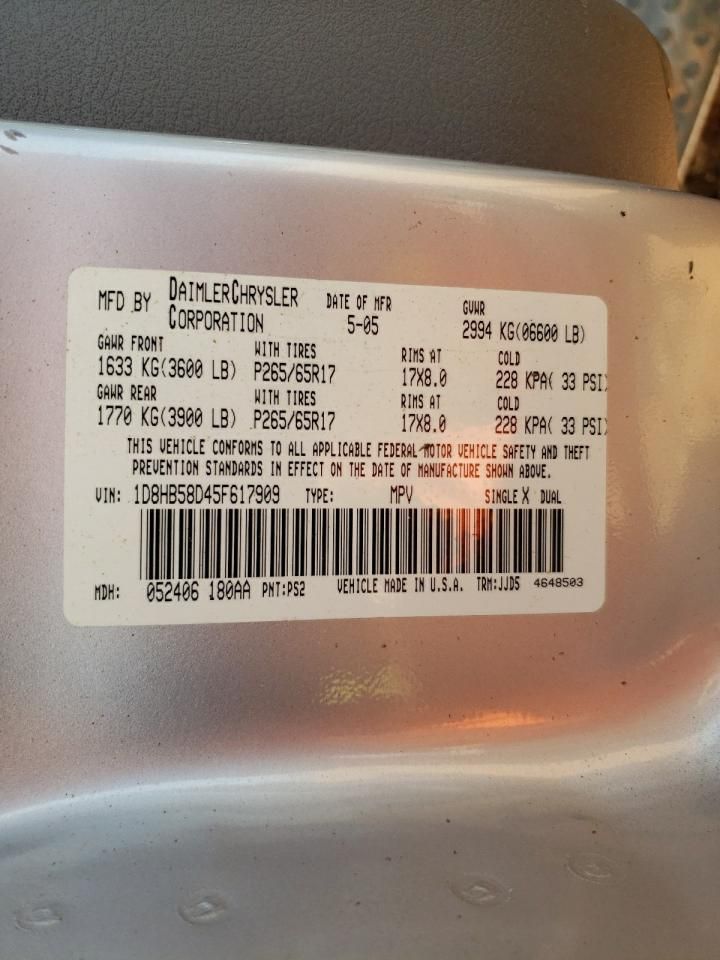 MFD BY DAIMLERCHRYSLER CORPORATION DATE OF MFR 5-05 GVWR 2994 KG(06600 LB)
GAWR FRONT WITH TIRES RIMS AT COLD
1633 KG(3600 LB) P265/65R17 17X8.0 228 KPA( 33 PSI)
GAWR REAR WITH TIRES RIMS AT COLD
1770 KG(3900 LB) P265/65R17 17X8.0 228 KPA( 33 PSI)
THIS VEHICLE CONFORMS TO ALL APPLICABLE FEDERAL MOTOR VEHICLE SAFETY AND THEFT
PREVENTION STANDARDS IN EFFECT ON THE DATE OF MANUFACTURE SHOWN ABOVE.
VIN: 1D8HB58D45F617909 TYPE: MPV SINGLE X DUAL
MDH: 052406 180AA PNT:PS2 VEHICLE MADE IN U.S.A. TRM:JJD5 4648503